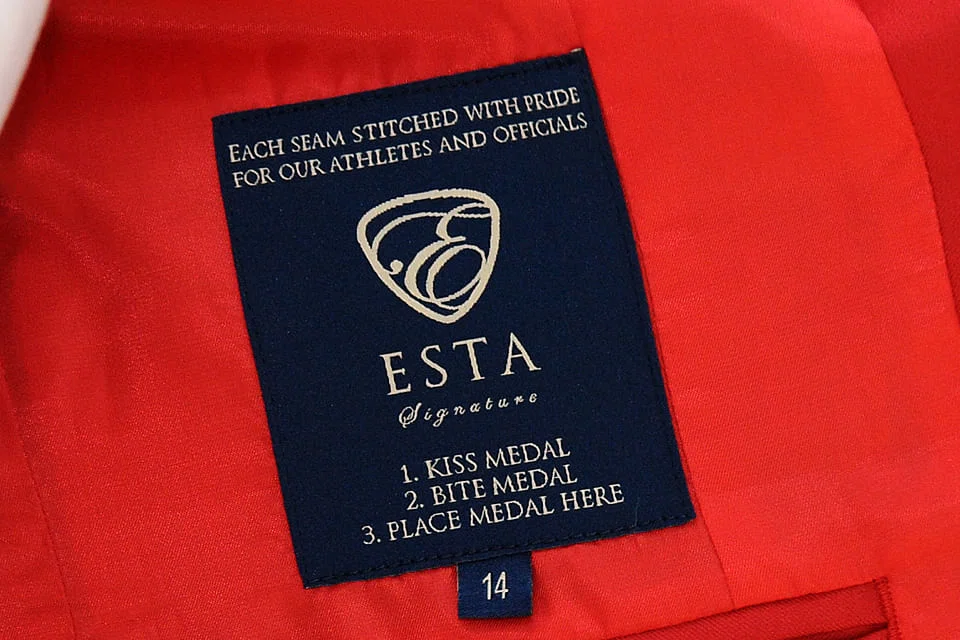 EACH SEAM STITCHED WITH PRIDE
FOR OUR ATHLETES AND OFFICIALS
ESTA
Signature
1. KISS MEDAL
2. BITE MEDAL
3. PLACE MEDAL HERE
14